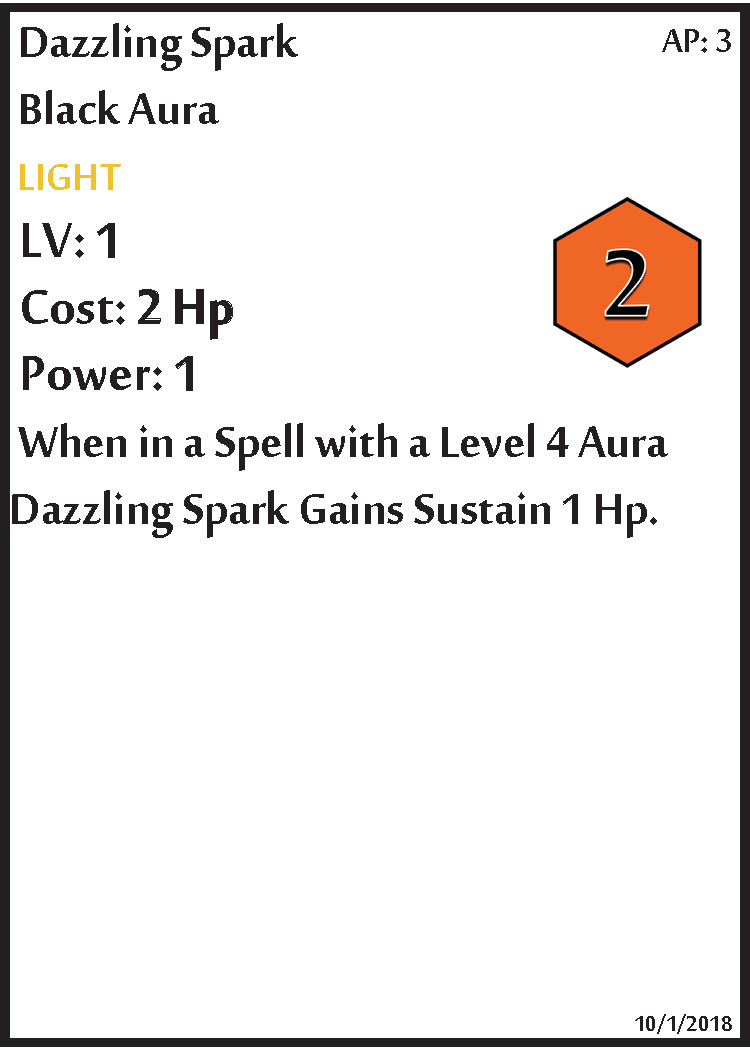 Dazzling Spark
AP: 3
Black Aura
LIGHT
LV: 1
Cost: 2 Hp
2
Power: 1
When in a Spell with a Level 4 Aura
Dazzling Spark Gains Sustain 1 Hp.
10/1/2018